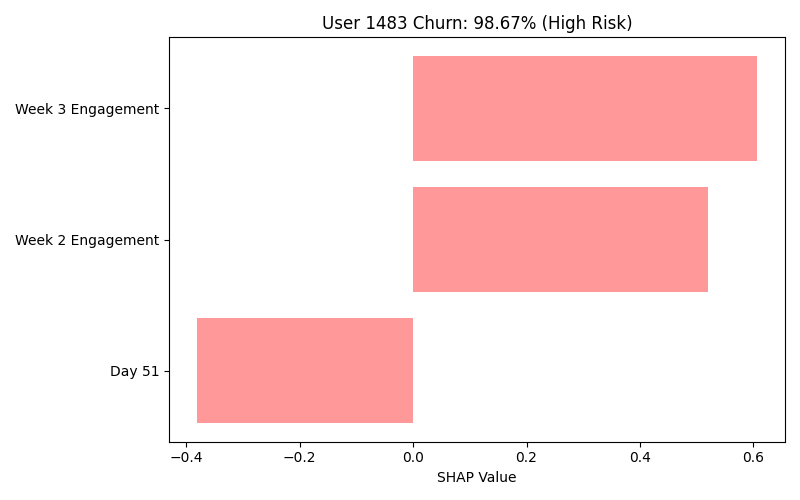 User 1483 Churn: 98.67% (High Risk)
Week 3 Engagement
Week 2 Engagement
Day 51
−0.4 −0.2 0.0 0.2 0.4 0.6
SHAP Value